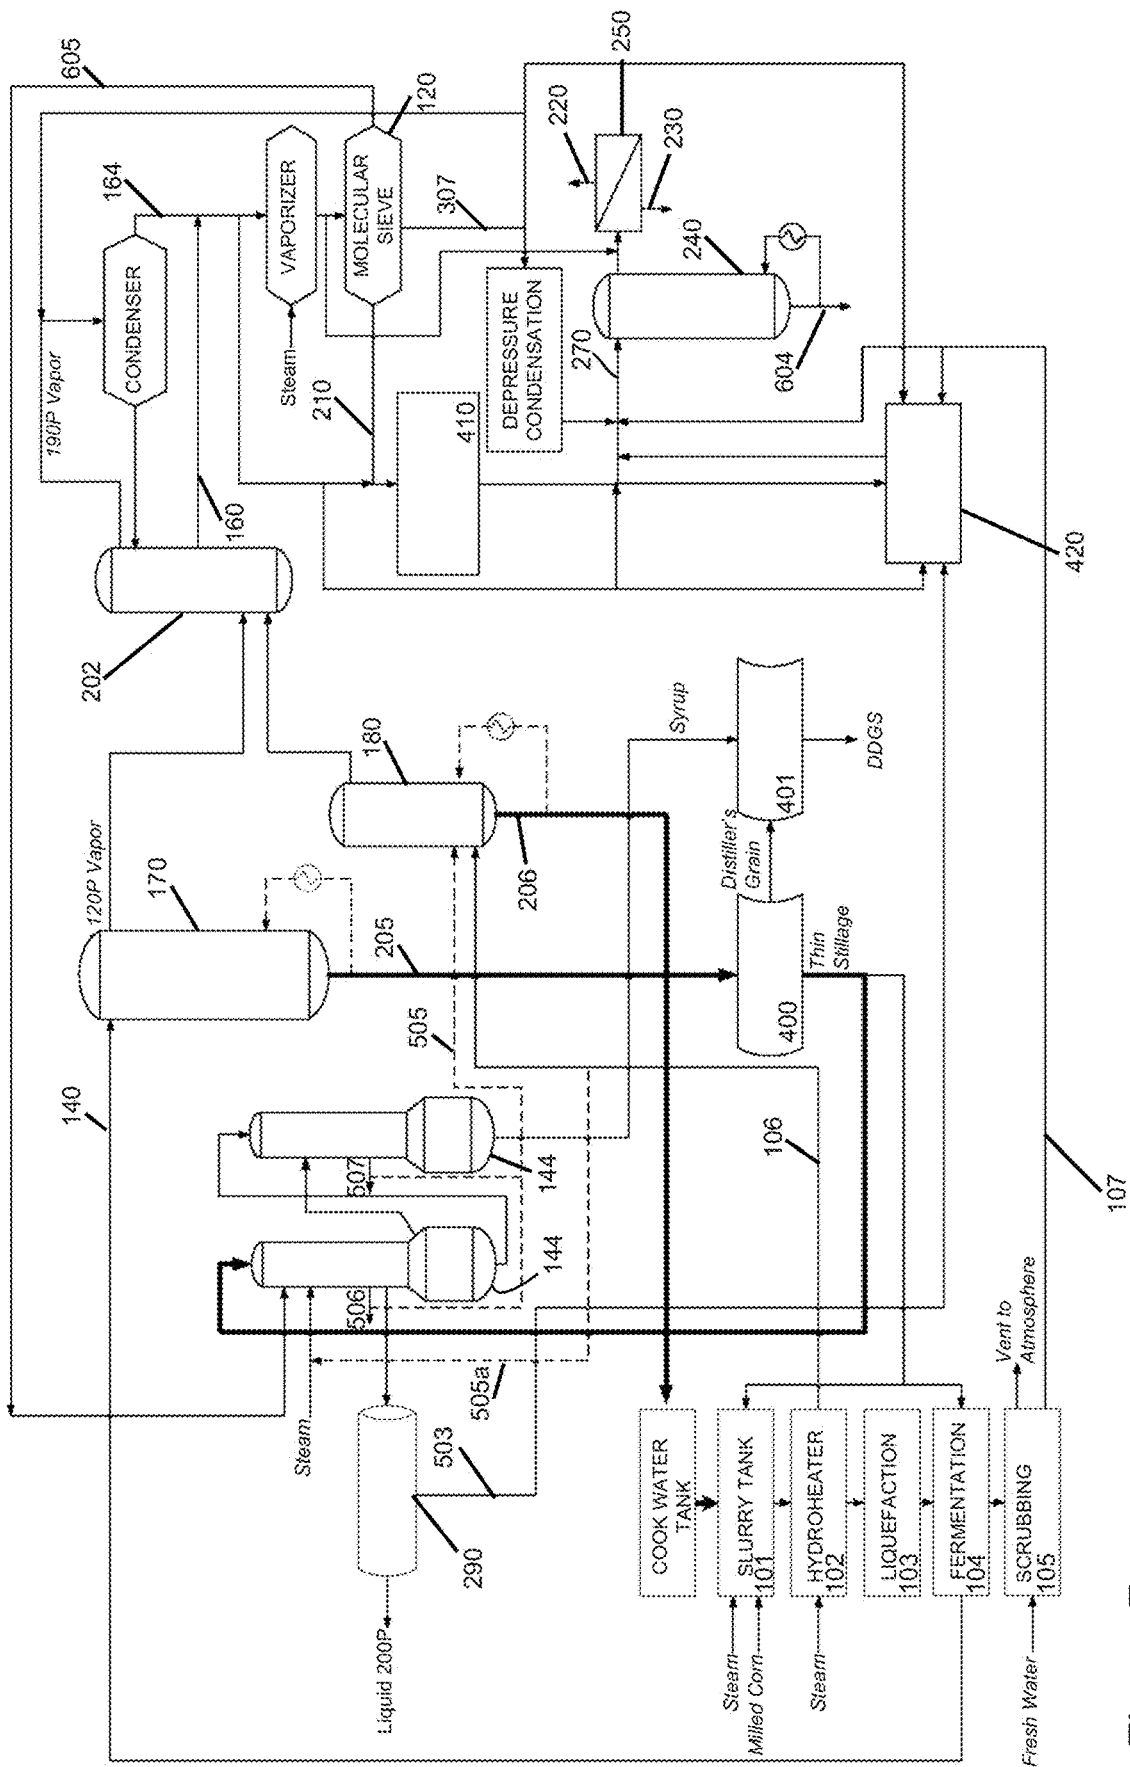 605
164
120
250
220
230
307
240
190P Vapor
CONDENSER
VAPORIZER
MOLECULAR
SIEVE
Steam
210
410
DEPRESSURE
CONDENSATION
270
604
160
202
420
120P Vapor
170
180
Syrup
205
206
Distiller's
Grain
401
DDGS
400
Thin
Stillage
140
505
507
144
506
144
106
107
505a
Steam
503
290
Liquid 200P
Vent to
Atmosphere
COOK WATER
TANK
SLURRY TANK
101
HYDROHEATER
102
LIQUEFACTION
103
FERMENTATION
104
SCRUBBING
105
Steam
Milled Corn
Steam
Fresh Water